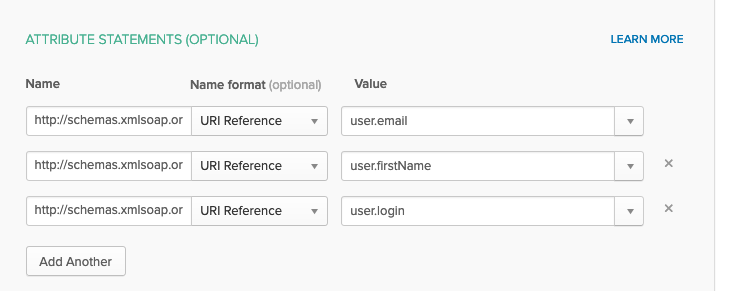 ATTRIBUTE STATEMENTS (OPTIONAL) LEARN MORE
Name Name format (optional) Value
http://schemas.xmlsoap.or URI Reference user.email
http://schemas.xmlsoap.or URI Reference user.firstName
http://schemas.xmlsoap.or URI Reference user.login
Add Another